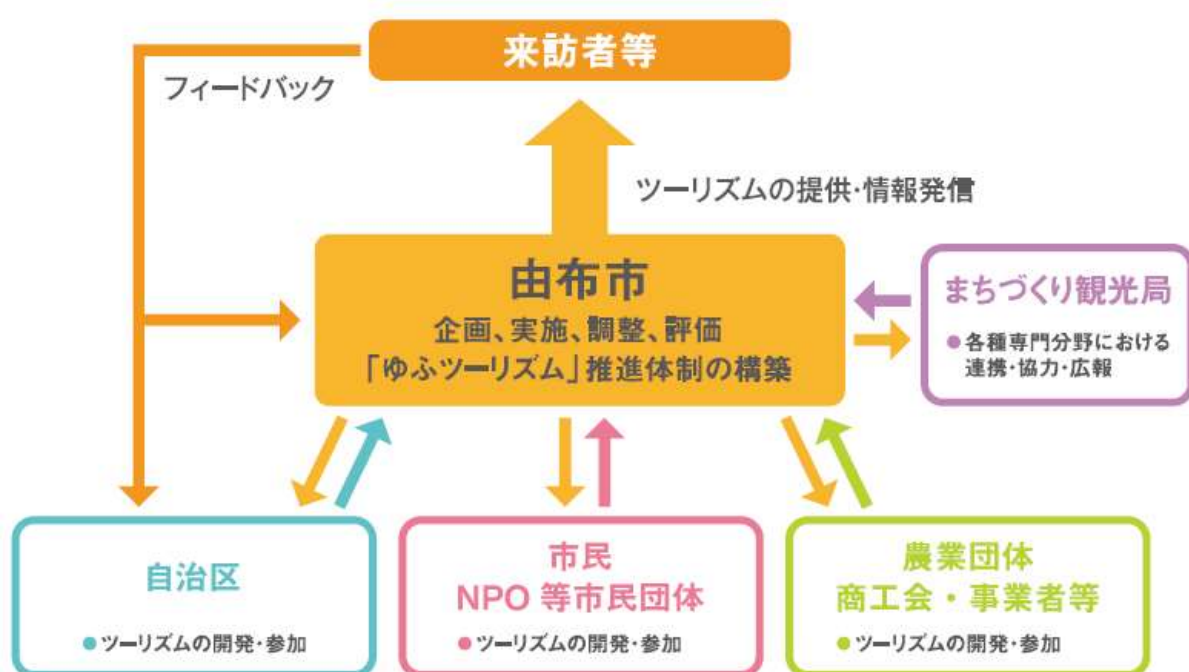 来訪者等
フィードバック
ツーリズムの提供・情報発信
由布市
企画、実施、調整、評価
「ゆふツーリズム」推進体制の構築
まちづくり観光局
●各種専門分野における
連携・協力・広報
自治区
●ツーリズムの開発・参加
市民
NPO 等市民団体
●ツーリズムの開発・参加
農業団体
商工会・事業者等
●ツーリズムの開発・参加